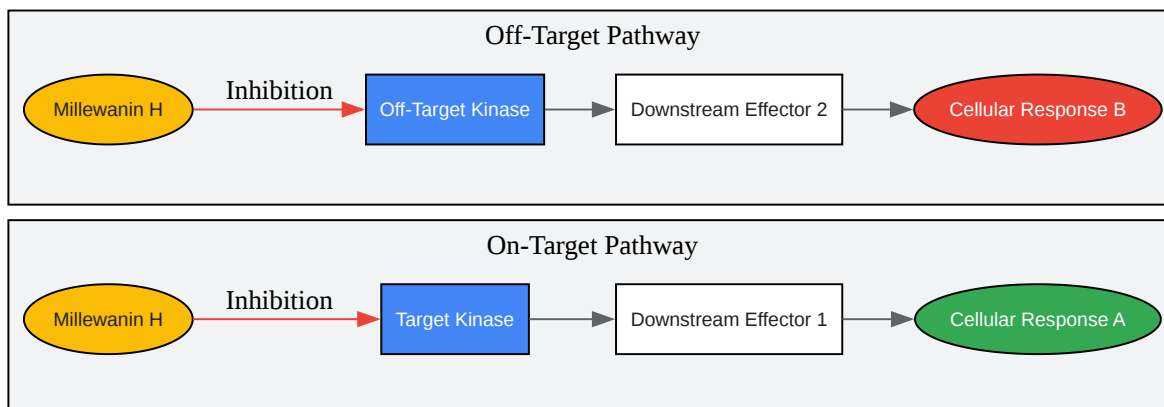 Off-Target Pathway
Inhibition
Millewanin H
Off-Target Kinase
Downstream Effector 2
Cellular Response B
On-Target Pathway
Inhibition
Millewanin H
Target Kinase
Downstream Effector 1
Cellular Response A